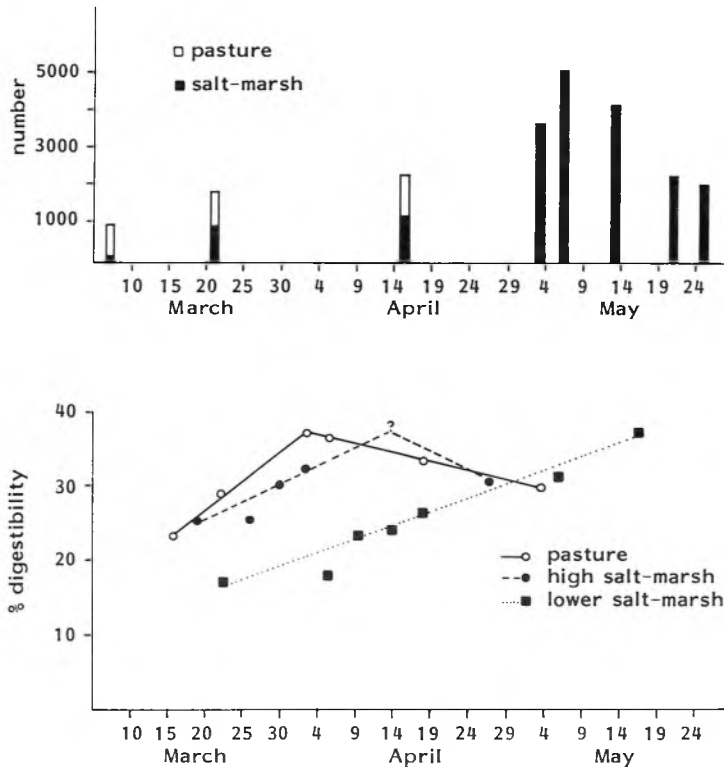 pasture
salt-marsh
number
5000
3000
1000
10 15 20 25 30 4 9 14 19 24 29 4 9 14 19 24
March April May
% digestibility
40
30
20
10
?
pasture
high salt-marsh
lower salt-marsh
10 15 20 25 30 4 9 14 19 24 29 4 9 14 19 24
March April May